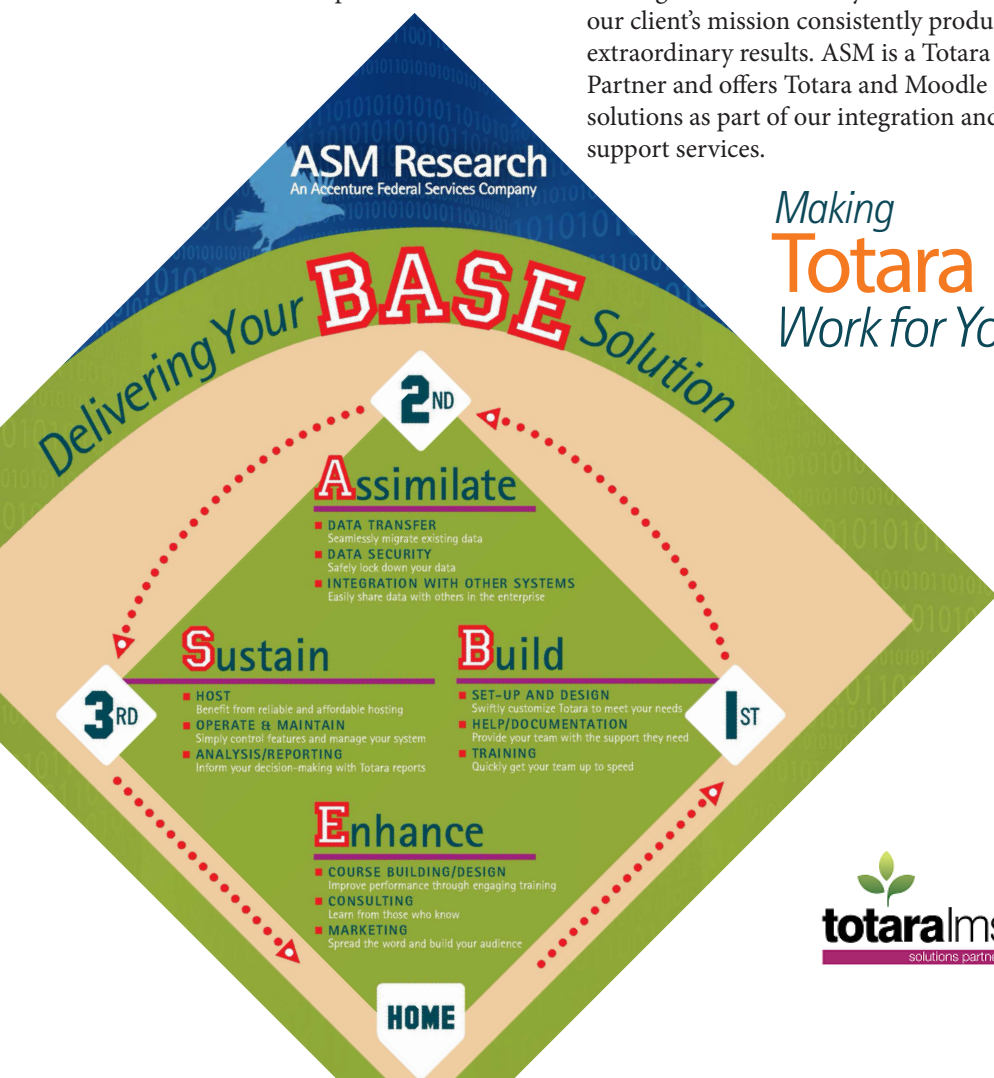 our client's mission consistently produ
extraordinary results. ASM is a Totara
Partner and offers Totara and Moodle
solutions as part of our integration and
support services.
ASM Research
An Accenture Federal Services Company
Making
Totara
Work for Yo
Delivering Your BASE Solution
2ND
Assimilate
DATA TRANSFER
Seamlessly migrate existing data
DATA SECURITY
Safely lock down your data
INTEGRATION WITH OTHER SYSTEMS
Easily share data with others in the enterprise
Sustain
HOST
Benefit from reliable and affordable hosting
OPERATE & MAINTAIN
Simply control features and manage your system
ANALYSIS/REPORTING
Inform your decision-making with Totara reports
3RD
Build
SET-UP AND DESIGN
Swiftly customize Totara to meet your needs
HELP/DOCUMENTATION
Provide your team with the support they need
TRAINING
Quickly get your team up to speed
1ST
Enhance
COURSE BUILDING/DESIGN
Improve performance through engaging training
CONSULTING
Learn from those who know
MARKETING
Spread the word and build your audience
HOME
totaralms
solutions partne